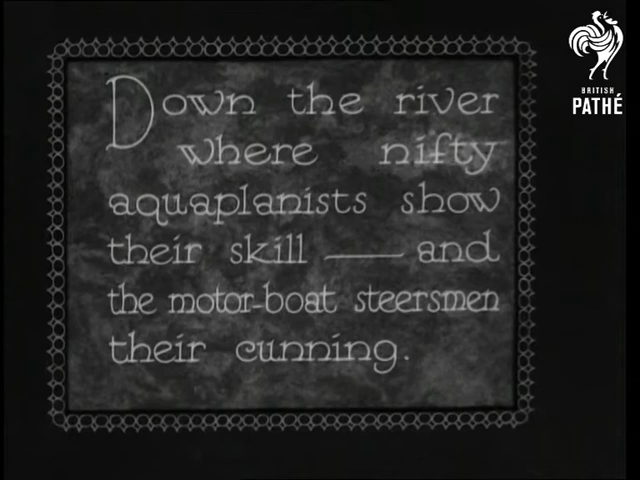 BRITISH
PATHÉ
Down the river
where nifty
aquaplanists show
their skill — and
the motor-boat steersmen
their cunning.